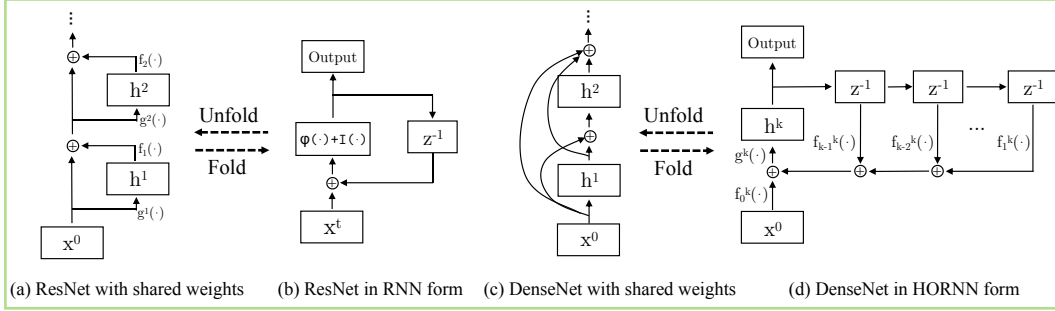 ⋮
f₂(·)
h²
g²(·)
f₁(·)
h¹
g¹(·)
x⁰
Unfold
Fold
Output
φ(·)+I(·)
z⁻¹
xᵗ
⋮
h²
h¹
x⁰
Unfold
Fold
Output
z⁻¹ z⁻¹ z⁻¹
hᵏ
...
gᵏ(·) fₖ₋₁ᵏ(·) fₖ₋₂ᵏ(·) f₁ᵏ(·)
f₀ᵏ(·)
x⁰
(a) ResNet with shared weights (b) ResNet in RNN form (c) DenseNet with shared weights (d) DenseNet in HORNN form